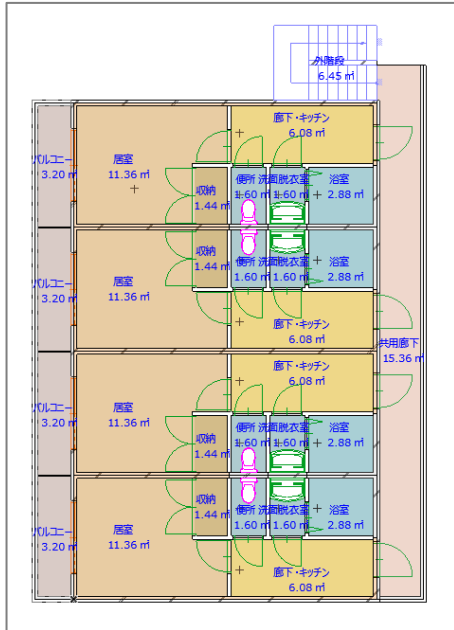 外階段
6.45 ㎡
廊下・キッチン
6.08 ㎡
バルコニー
3.20 ㎡
居室
11.36 ㎡
収納
1.44 ㎡
便所 洗面脱衣室 浴室
1.60 ㎡ 1.60 ㎡ 2.88 ㎡
収納
1.44 ㎡
便所 洗面脱衣室 浴室
1.60 ㎡ 1.60 ㎡ 2.88 ㎡
バルコニー
3.20 ㎡
居室
11.36 ㎡
廊下・キッチン
6.08 ㎡
共用廊下
15.36 ㎡
廊下・キッチン
6.08 ㎡
バルコニー
3.20 ㎡
居室
11.36 ㎡
収納
1.44 ㎡
便所 洗面脱衣室 浴室
1.60 ㎡ 1.60 ㎡ 2.88 ㎡
収納
1.44 ㎡
便所 洗面脱衣室 浴室
1.60 ㎡ 1.60 ㎡ 2.88 ㎡
バルコニー
3.20 ㎡
居室
11.36 ㎡
廊下・キッチン
6.08 ㎡